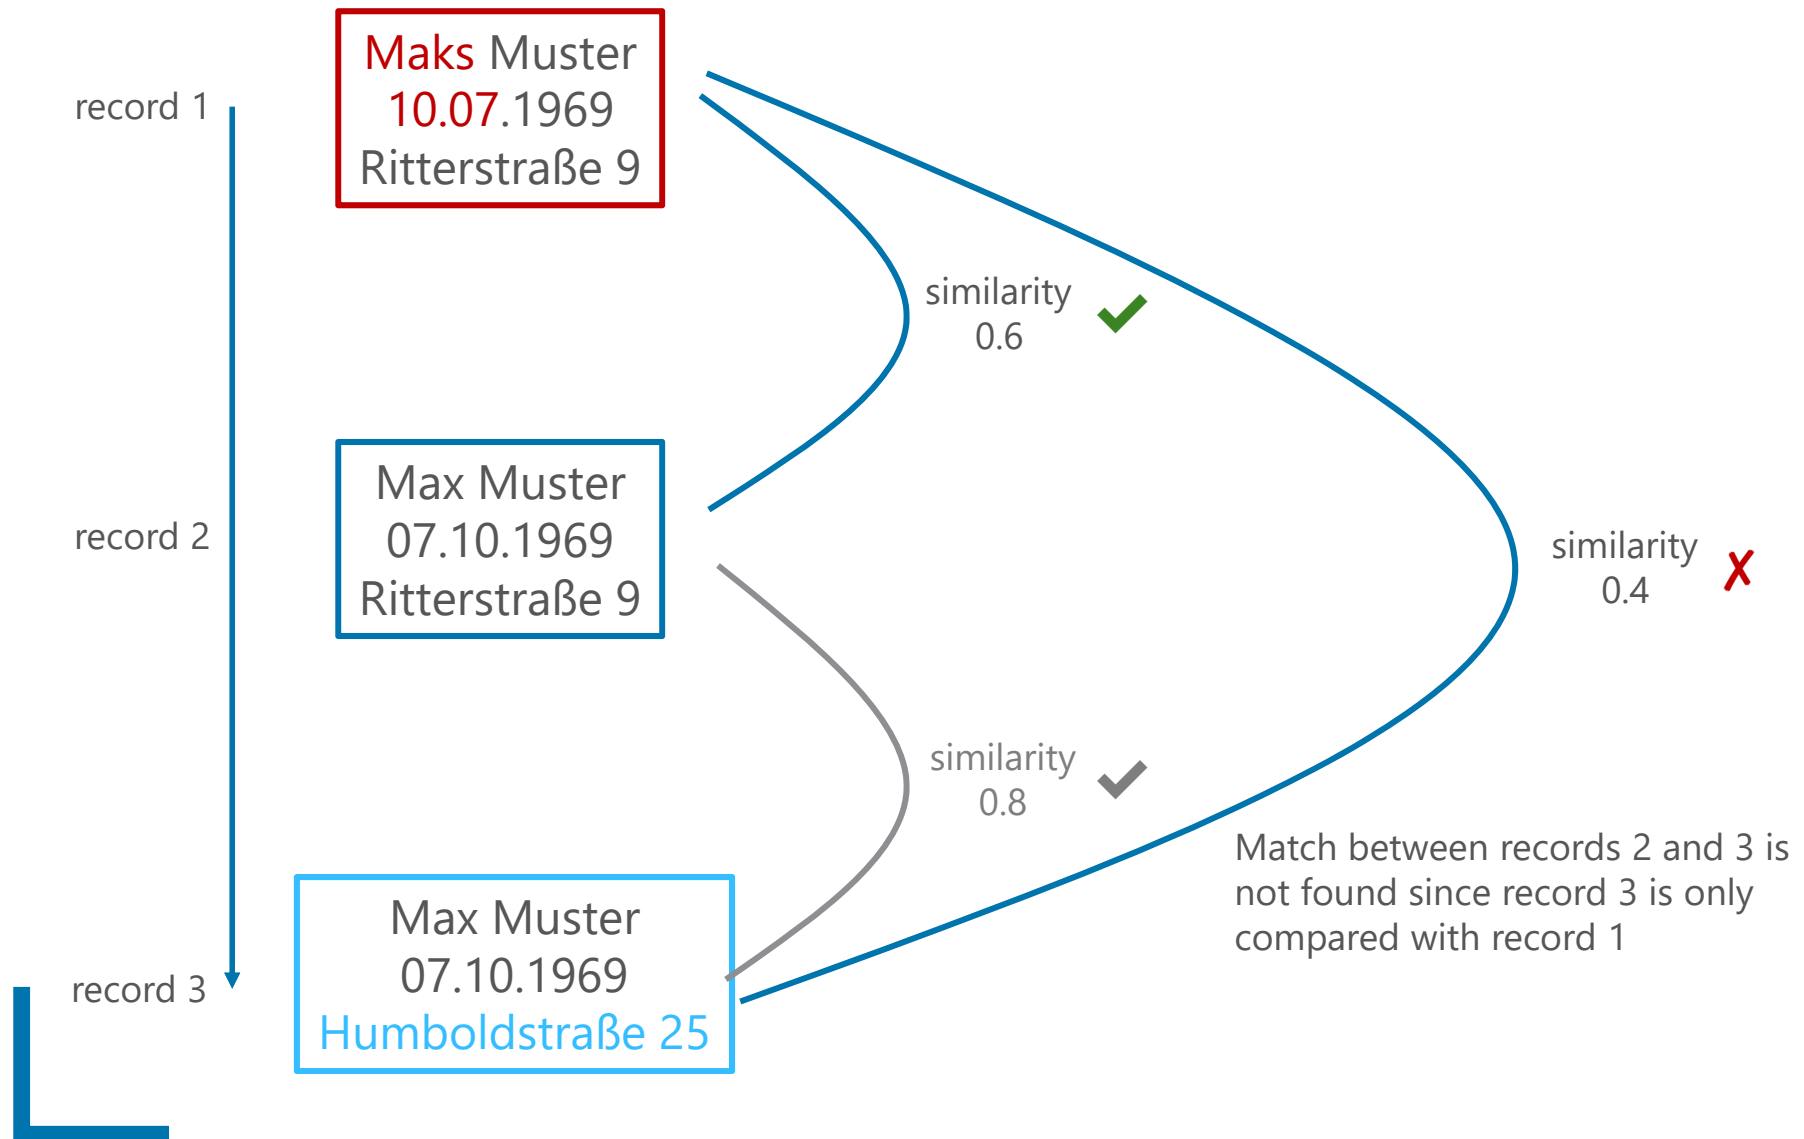 record 1
Maks Muster
10.07.1969
Ritterstraße 9
similarity
0.6
record 2
Max Muster
07.10.1969
Ritterstraße 9
similarity
0.4
similarity
0.8
Match between records 2 and 3 is
not found since record 3 is only
compared with record 1
record 3
Max Muster
07.10.1969
Humboldstraße 25